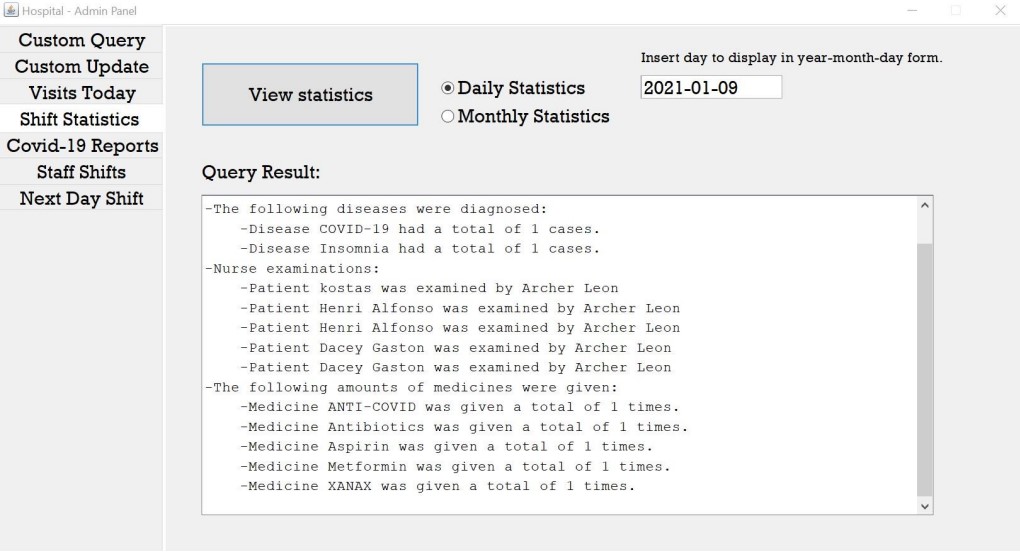 Hospital - Admin Panel
Custom Query
Custom Update
Visits Today
Shift Statistics
Covid-19 Reports
Staff Shifts
Next Day Shift
View statistics
Daily Statistics
Monthly Statistics
Insert day to display in year-month-day form.
2021-01-09
Query Result:
-The following diseases were diagnosed:
-Disease COVID-19 had a total of 1 cases.
-Disease Insomnia had a total of 1 cases.
-Nurse examinations:
-Patient kostas was examined by Archer Leon
-Patient Henri Alfonso was examined by Archer Leon
-Patient Henri Alfonso was examined by Archer Leon
-Patient Dacey Gaston was examined by Archer Leon
-Patient Dacey Gaston was examined by Archer Leon
-The following amounts of medicines were given:
-Medicine ANTI-COVID was given a total of 1 times.
-Medicine Antibiotics was given a total of 1 times.
-Medicine Aspirin was given a total of 1 times.
-Medicine Metformin was given a total of 1 times.
-Medicine XANAX was given a total of 1 times.